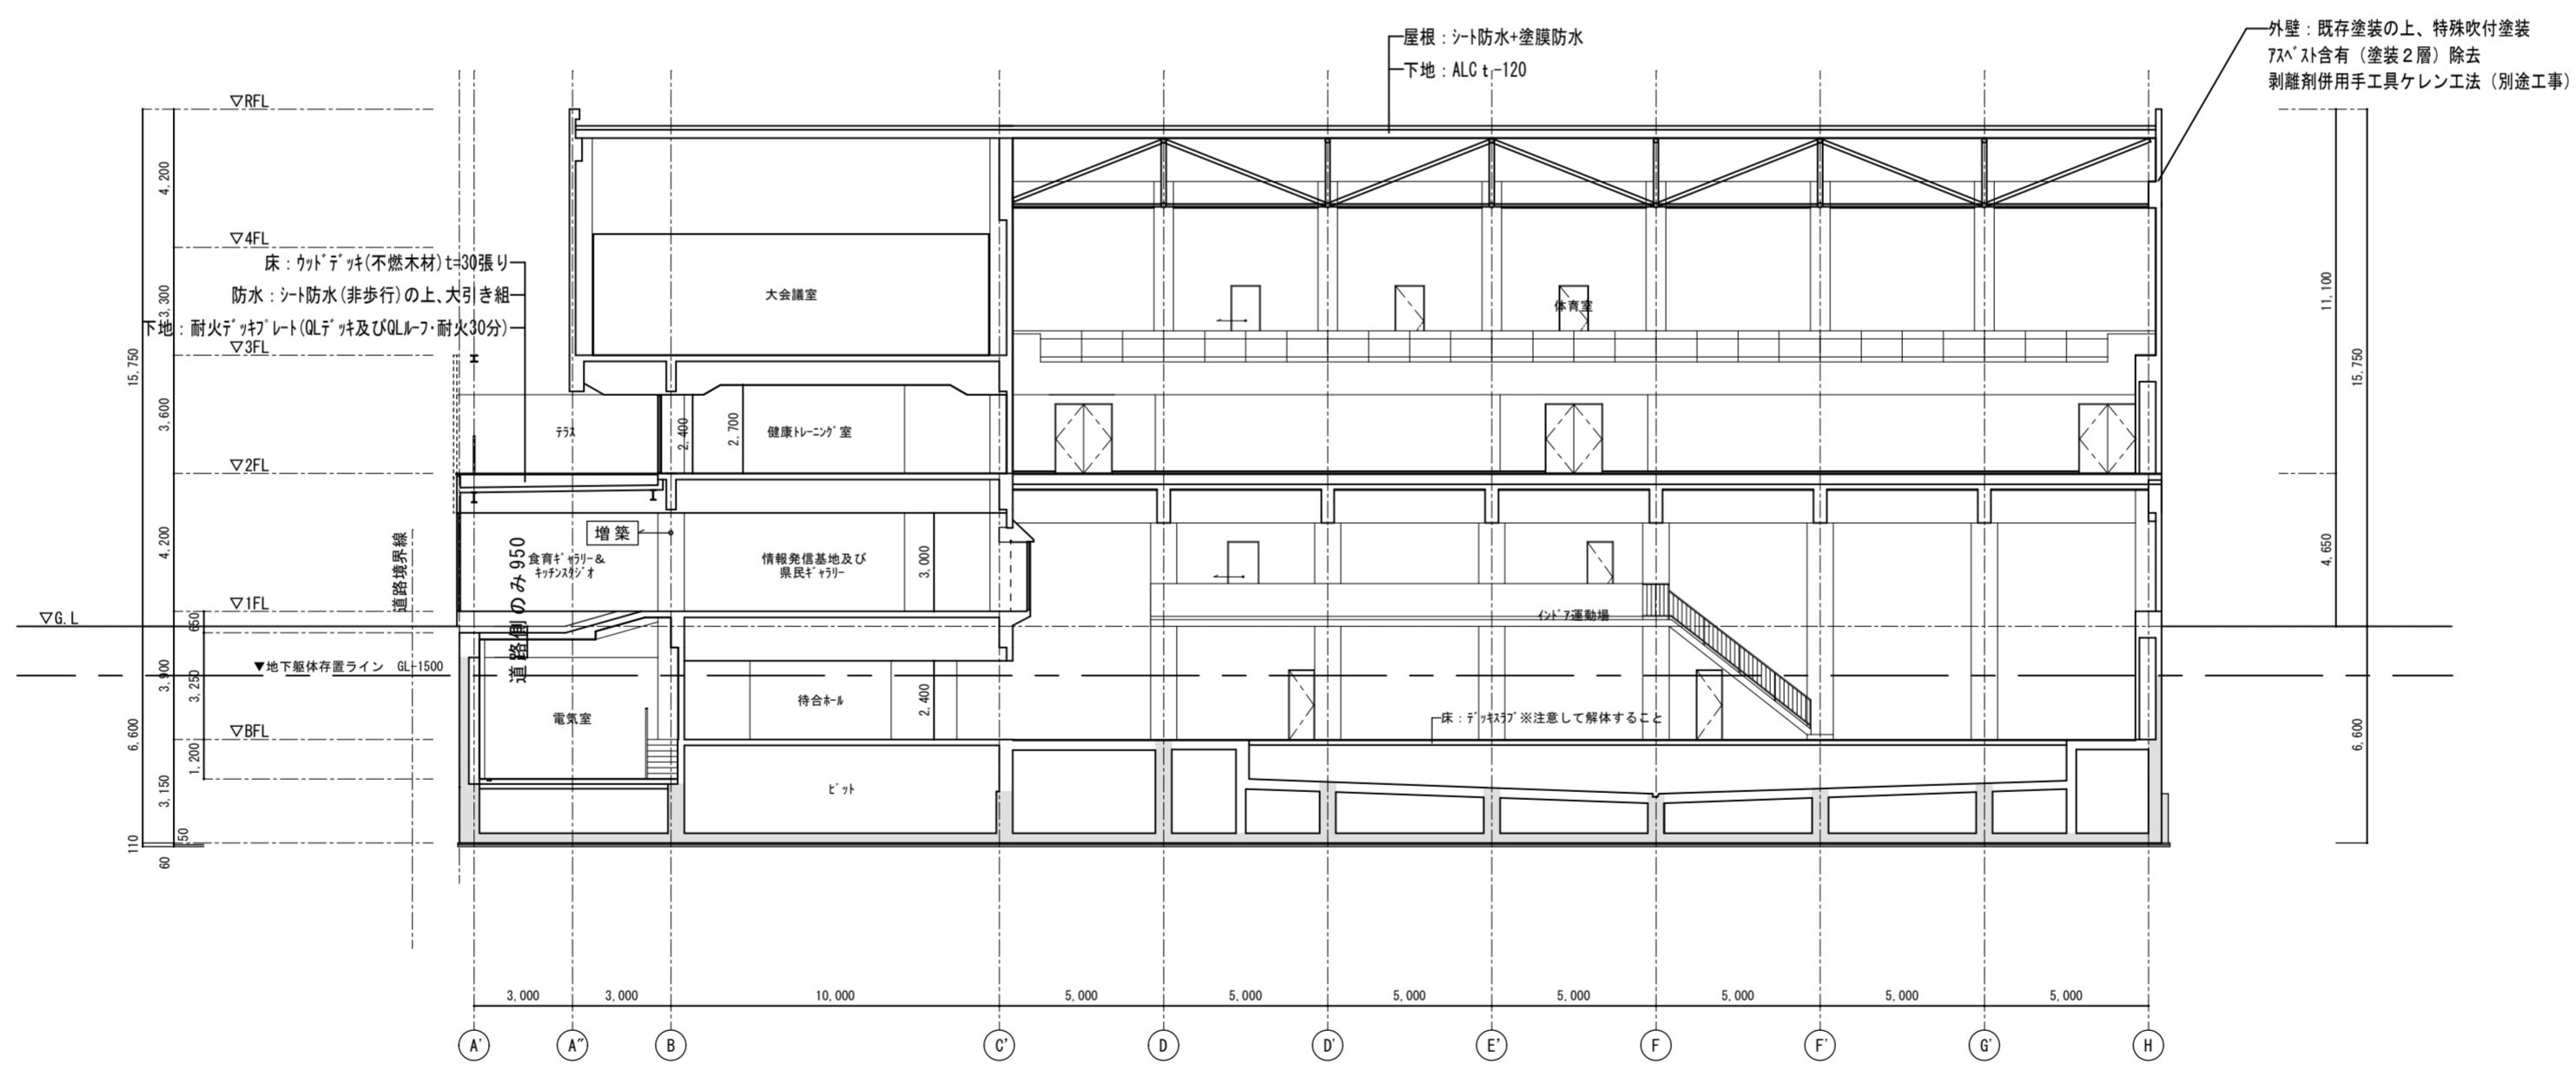 屋根：ｼｰﾄ防水+塗膜防水
下地：ALC t -120
外壁：既存塗装の上、特殊吹付塗装
ｱｽﾍﾞｽﾄ含有（塗装２層）除去
剥離剤併用手工具ケレン工法（別途工事）
▽RFL
4,200
▽4FL
床：ｳｯﾄﾞﾃﾞｯｷ(不燃木材)t=30張り
防水：ｼｰﾄ防水(非歩行)の上、大引き組
3,300
下地：耐火ﾃﾞｯｷﾌﾟﾚｰﾄ(QLﾃﾞｯｷ及びQLﾙｰﾌ・耐火30分)
▽3FL
15,750
3,600
▽2FL
4,200
▽1FL
▽G.L
650
3,900
3,250
▼地下躯体存置ライン　GL-1500
6,600
▽BFL
1,200
3,150
110
60
50
大会議室
体育室
ﾃﾗｽ
2,400
2,700
健康ﾄﾚｰﾆﾝｸﾞ室
増築
道路境界線
道路側のみ950
食育ｷﾞｬﾗﾘｰ＆
ｷｯﾁﾝｽﾀｼﾞｵ
情報発信基地及び
県民ｷﾞｬﾗﾘｰ
3,000
ｲﾝﾄﾞｱ運動場
電気室
待合ﾎｰﾙ
2,400
床：ﾃﾞｯｷｽﾗﾌﾞ※注意して解体すること
ﾋﾟｯﾄ
11,100
15,750
4,650
6,600
3,000
3,000
10,000
5,000
5,000
5,000
5,000
5,000
5,000
5,000
A'
A"
B
C'
D
D'
E'
F
F'
G'
H